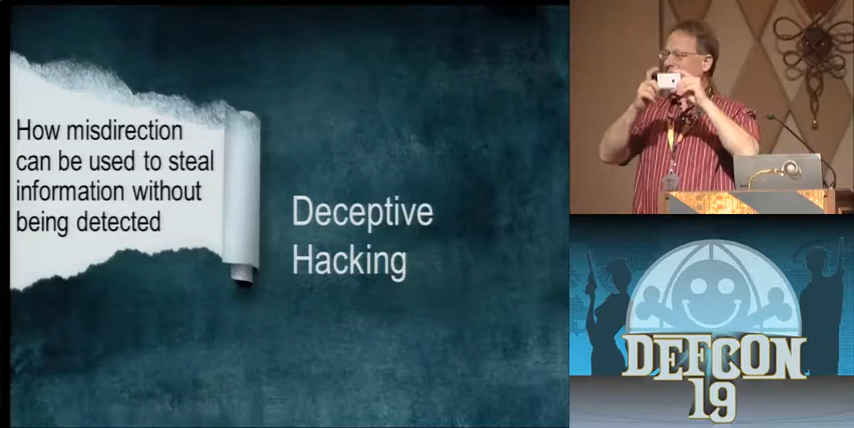 How misdirection
can be used to steal
information without
being detected
Deceptive
Hacking
DEFCON
19